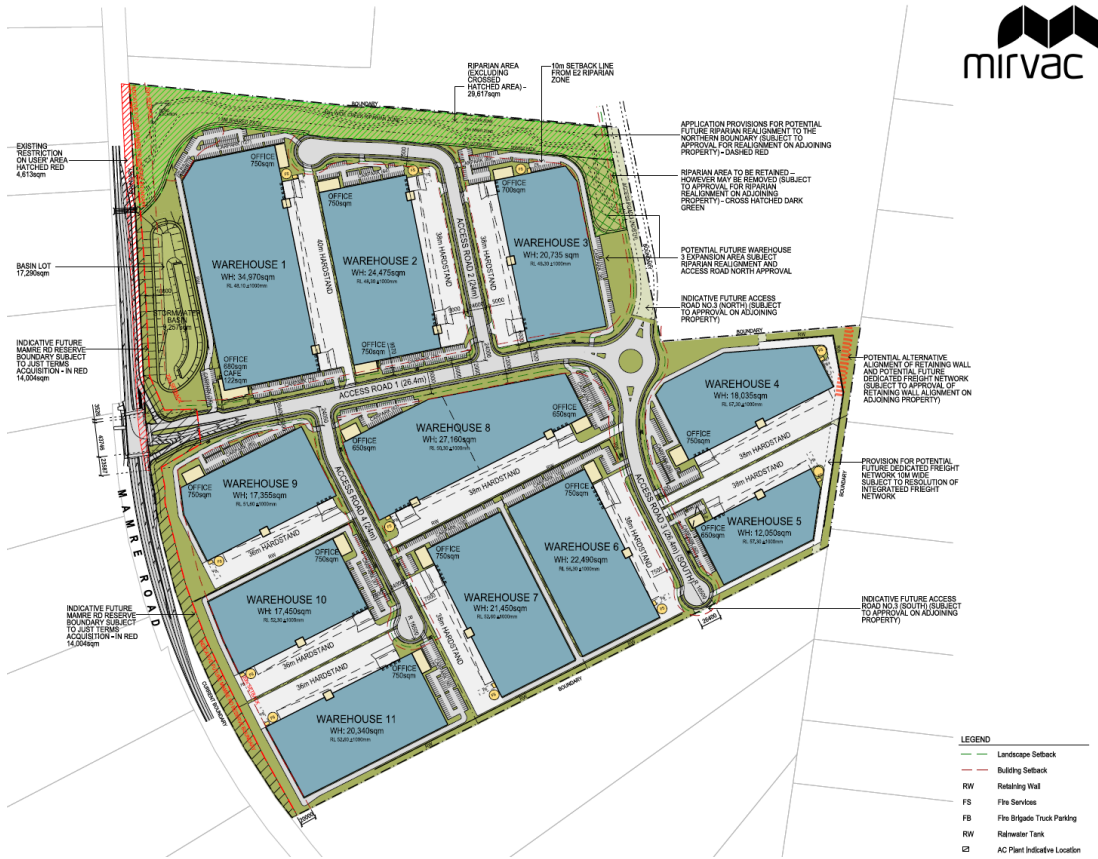 mirvac
RIPARIAN AREA
(EXCLUDING
CROSSED
HATCHED AREA) -
29,617sqm
10m SETBACK LINE
FROM E2 RIPARIAN
ZONE
BOUNDARY
EXISTING
'RESTRICTION
ON USER' AREA
HATCHED RED
4,613sqm
APPLICATION PROVISIONS FOR POTENTIAL
FUTURE RIPARIAN REALIGNMENT TO THE
NORTHERN BOUNDARY (SUBJECT TO
APPROVAL FOR REALIGNMENT ON ADJOINING
PROPERTY) - DASHED RED
RIPARIAN AREA TO BE RETAINED –
HOWEVER MAY BE REMOVED (SUBJECT
TO APPROVAL FOR RIPARIAN
REALIGNMENT ON ADJOINING
PROPERTY) - CROSS HATCHED DARK
GREEN
POTENTIAL FUTURE WAREHOUSE
3 EXPANSION AREA SUBJECT
RIPARIAN REALIGNMENT AND
ACCESS ROAD NORTH APPROVAL
INDICATIVE FUTURE ACCESS
ROAD NO.3 (NORTH) (SUBJECT
TO APPROVAL ON ADJOINING
PROPERTY)
BASIN LOT
17,290sqm
STORMWATER
BASIN
INDICATIVE FUTURE
MAMRE RD RESERVE
BOUNDARY SUBJECT
TO JUST TERMS
ACQUISITION - IN RED
14,004sqm
OFFICE
750sqm
WAREHOUSE 1
WH: 34,970sqm
OFFICE
680sqm
CAFE
122sqm
40m HARDSTAND
OFFICE
750sqm
WAREHOUSE 2
WH: 24,475sqm
OFFICE
750sqm
38m HARDSTAND
ACCESS ROAD 2 (24m)
38m HARDSTAND
OFFICE
700sqm
WAREHOUSE 3
WH: 20,735sqm
BOUNDARY
ACCESS ROAD 1 (26.4m)
BOUNDARY
RW
POTENTIAL ALTERNATIVE
ALIGNMENT OF RETAINING WALL
AND POTENTIAL FUTURE
DEDICATED FREIGHT NETWORK
(SUBJECT TO APPROVAL OF
RETAINING WALL ALIGNMENT ON
ADJOINING PROPERTY)
WAREHOUSE 4
WH: 18,035sqm
OFFICE
750sqm
38m HARDSTAND
38m HARDSTAND
BOUNDARY
PROVISION FOR POTENTIAL
FUTURE DEDICATED FREIGHT
NETWORK 10M WIDE
SUBJECT TO RESOLUTION OF
INTEGRATEED FRIEGHT
NETWORK
WAREHOUSE 5
WH: 12,050sqm
OFFICE
650sqm
ACCESS ROAD 3 (26.4m) (SOUTH)
WAREHOUSE 8
WH: 27,160sqm
OFFICE
650sqm
OFFICE
650sqm
38m HARDSTAND
RW
WAREHOUSE 9
WH: 17,355sqm
OFFICE
750sqm
36m HARDSTAND
RW
ACCESS ROAD 4 (24m)
OFFICE
750sqm
WAREHOUSE 6
WH: 22,490sqm
38m HARDSTAND
OFFICE
750sqm
WAREHOUSE 7
WH: 21,450sqm
38m HARDSTAND
OFFICE
750sqm
WAREHOUSE 10
WH: 17,450sqm
36m HARDSTAND
36m HARDSTAND
OFFICE
750sqm
WAREHOUSE 11
WH: 20,340sqm
MAMRE ROAD
INDICATIVE FUTURE
MAMRE RD RESERVE
BOUNDARY SUBJECT
TO JUST TERMS
ACQUISITION - IN RED
14,004sqm
CURRENT BOUNDARY
BOUNDARY
INDICATIVE FUTURE ACCESS
ROAD NO.3 (SOUTH) (SUBJECT
TO APPROVAL ON ADJOINING
PROPERTY)
20400
20000
LEGEND
Landscape Setback
Building Setback
RW Retaining Wall
FS Fire Services
FB Fire Brigade Truck Parking
RW Rainwater Tank
AC Plant Indicative Location